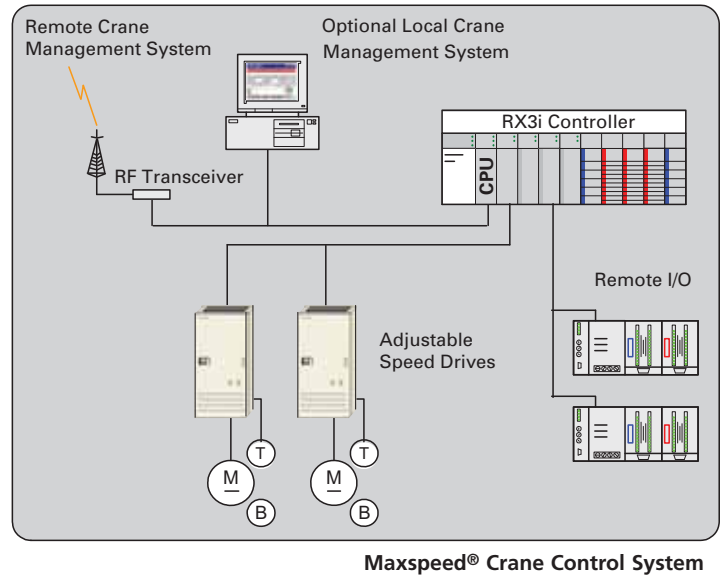 Remote Crane
Management System
Optional Local Crane
Management System
RX3i Controller
CPU
RF Transceiver
Remote I/O
Adjustable
Speed Drives
T
T
M
M
B
B
Maxspeed® Crane Control System